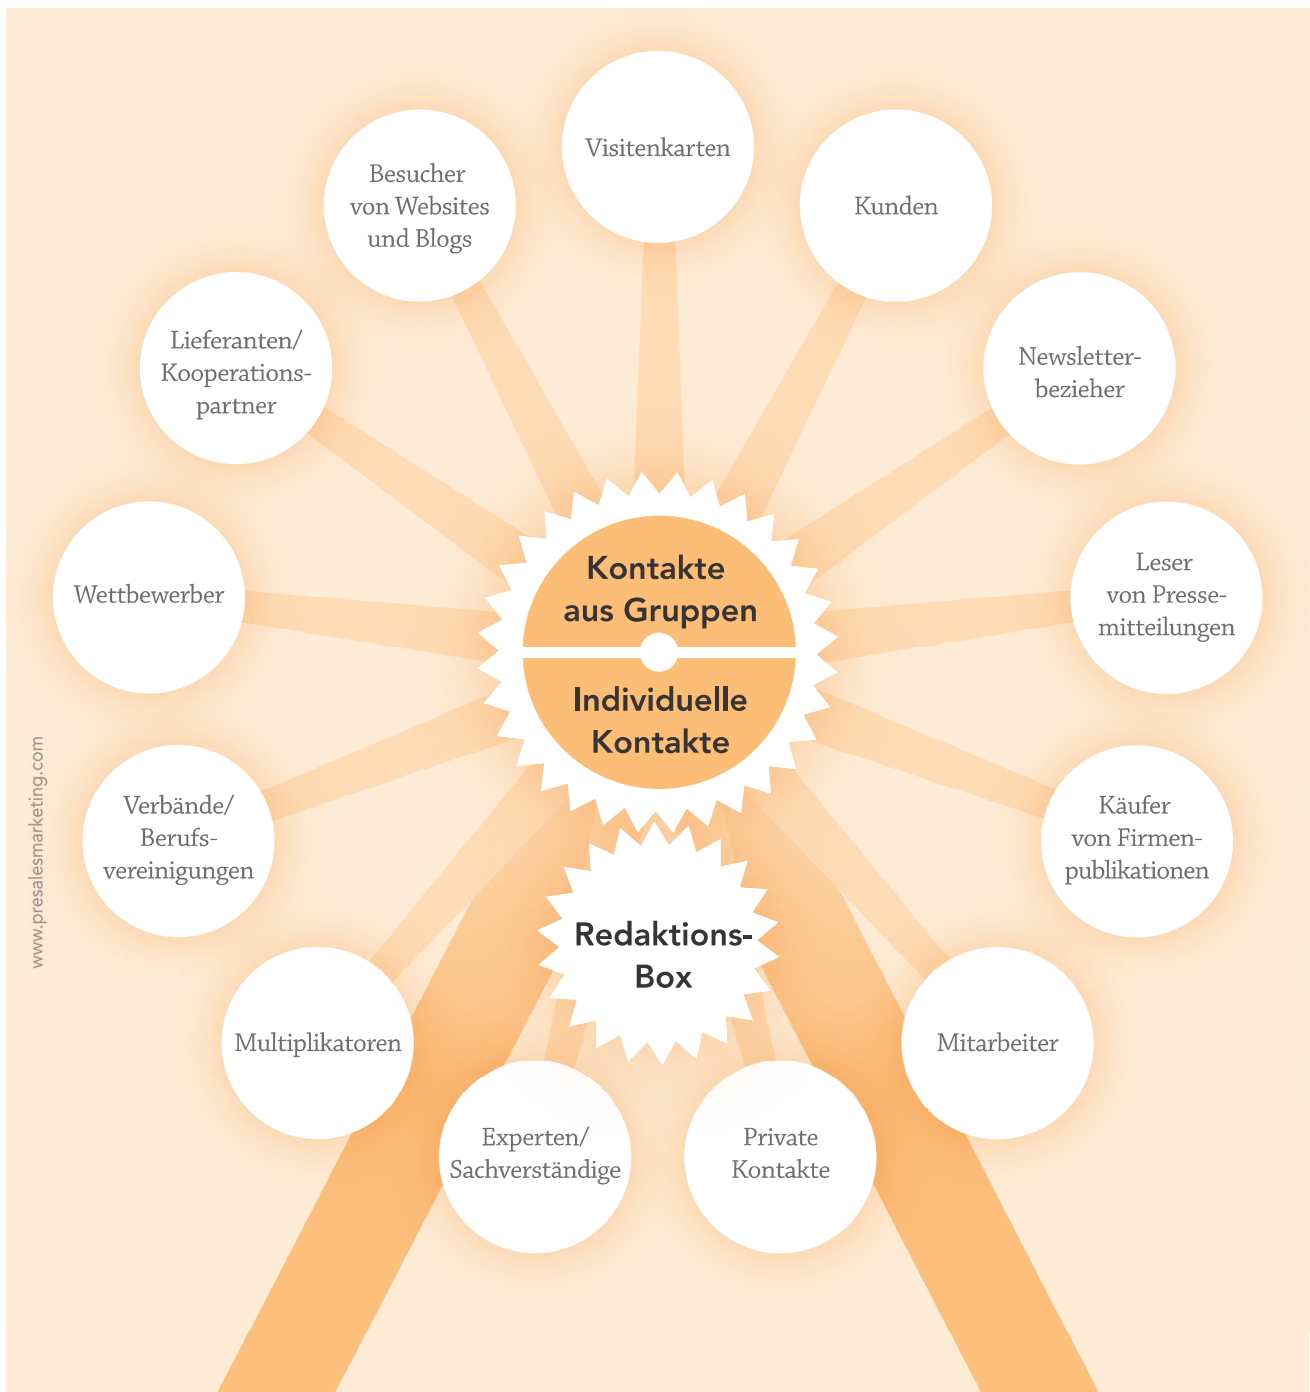 Visitenkarten
Besucher
von Websites
und Blogs
Kunden
Lieferanten/
Kooperations-
partner
Newsletter-
bezieher
Wettbewerber
Leser
von Presse-
mitteilungen
Kontakte
aus Gruppen
Individuelle
Kontakte
Verbände/
Berufs-
vereinigungen
Käufer
von Firmen-
publikationen
Redaktions-
Box
Multiplikatoren
Mitarbeiter
Experten/
Sachverständige
Private
Kontakte
www.presalesmarketing.com